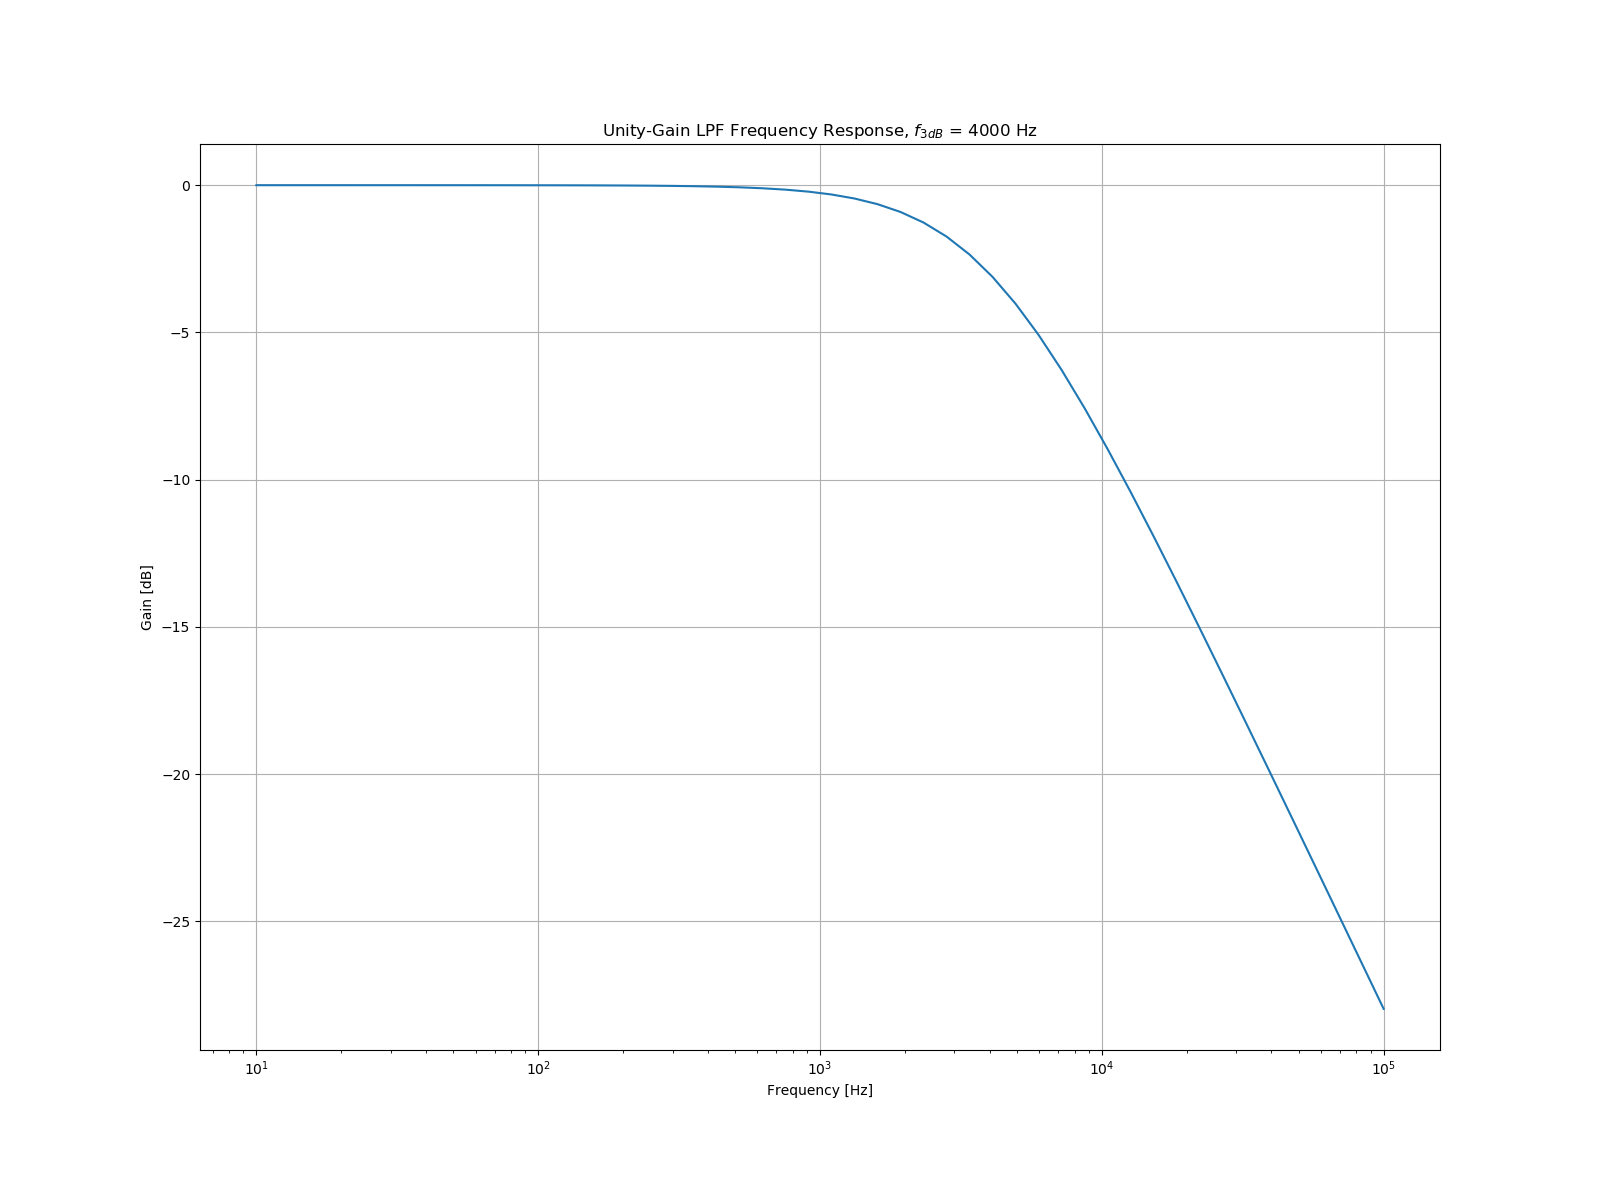 Unity-Gain LPF Frequency Response, f3dB = 4000 Hz
0
−5
−10
−15
−20
−25
Gain [dB]
10¹ 10² 10³ 10⁴ 10⁵
Frequency [Hz]